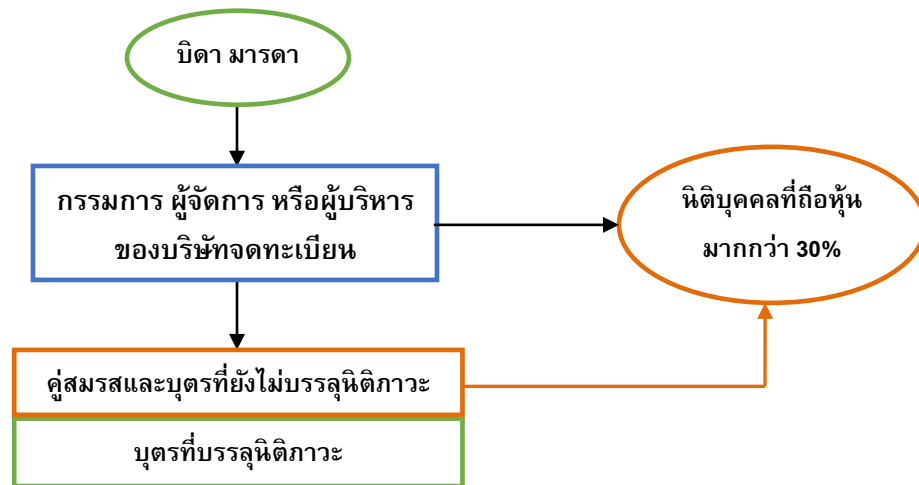 บิดา มารดา
กรรมการ ผู้จัดการ หรือผู้บริหาร
ของบริษัทจดทะเบียน
นิติบุคคลที่ถือหุ้น
มากกว่า 30%
คู่สมรสและบุตรที่ยังไม่บรรลุนิติภาวะ
บุตรที่บรรลุนิติภาวะ